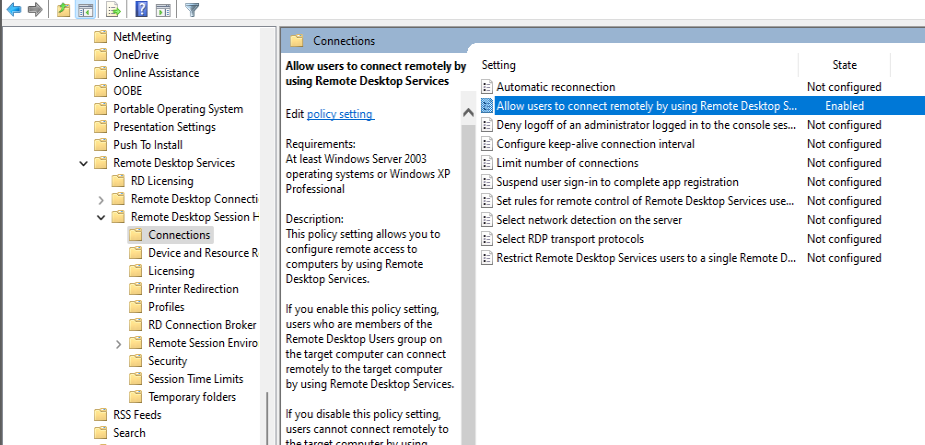 NetMeeting
OneDrive
Online Assistance
OOBE
Portable Operating System
Presentation Settings
Push To Install
Remote Desktop Services
RD Licensing
Remote Desktop Connecti
Remote Desktop Session H
Connections
Device and Resource R
Licensing
Printer Redirection
Profiles
RD Connection Broker
Remote Session Enviro
Security
Session Time Limits
Temporary folders
RSS Feeds
Search
Connections
Allow users to connect remotely by
using Remote Desktop Services
Edit policy setting
Requirements:
At least Windows Server 2003
operating systems or Windows XP
Professional
Description:
This policy setting allows you to
configure remote access to
computers by using Remote
Desktop Services.
If you enable this policy setting,
users who are members of the
Remote Desktop Users group on
the target computer can connect
remotely to the target computer
by using Remote Desktop Services.
If you disable this policy setting,
users cannot connect remotely to
the target computer by using
Setting State
Automatic reconnection Not configured
Allow users to connect remotely by using Remote Desktop S... Enabled
Deny logoff of an administrator logged in to the console ses... Not configured
Configure keep-alive connection interval Not configured
Limit number of connections Not configured
Suspend user sign-in to complete app registration Not configured
Set rules for remote control of Remote Desktop Services use... Not configured
Select network detection on the server Not configured
Select RDP transport protocols Not configured
Restrict Remote Desktop Services users to a single Remote D... Not configured